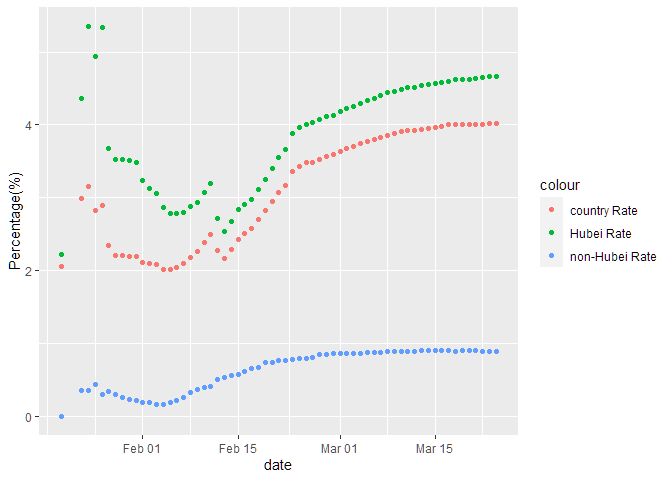 Percentage(%)
4
2
0
Feb 01
Feb 15
Mar 01
Mar 15
date
colour
country Rate
Hubei Rate
non-Hubei Rate